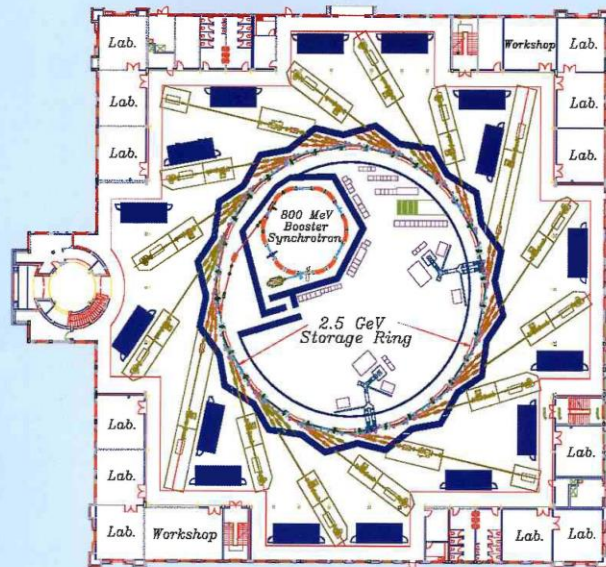 Lab.
Workshop
Lab.
Lab.
Lab.
Lab.
Lab.
800 MeV
Booster
Synchrotron
2.5 GeV
Storage Ring
Lab.
Lab.
Lab.
Lab.
Workshop
Lab.
Lab.